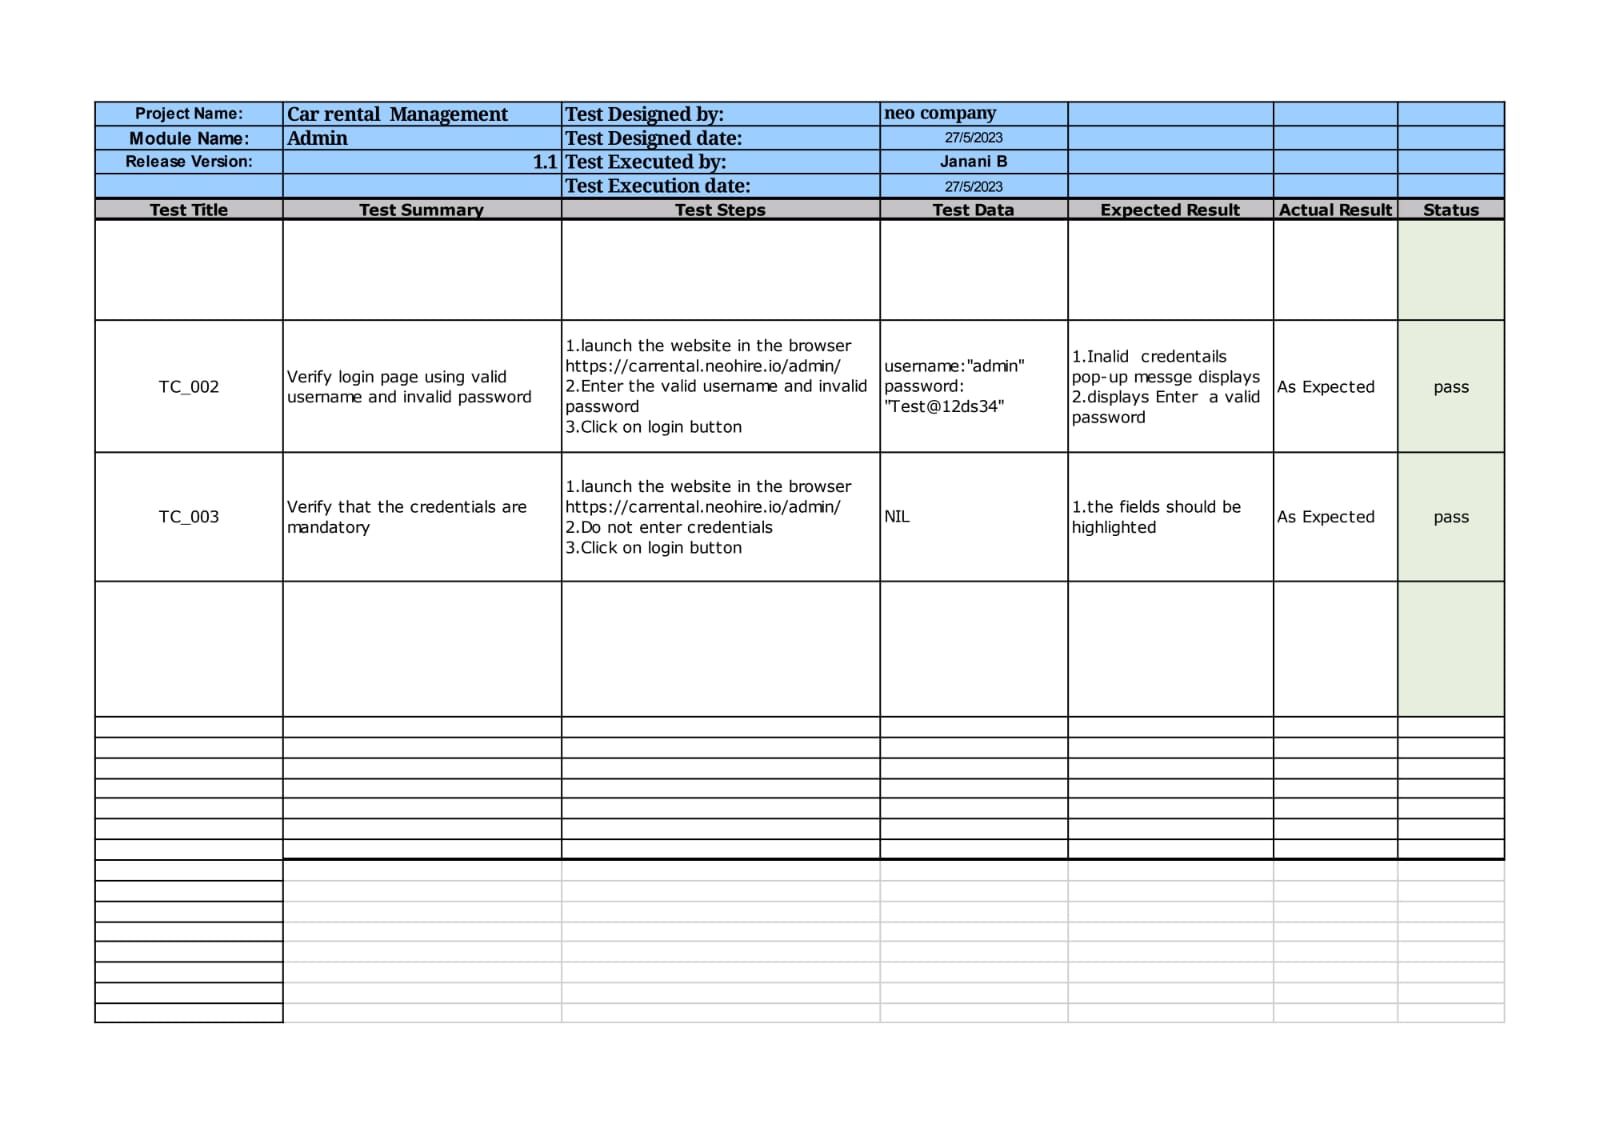 Project Name: Car rental  Management Test Designed by: neo company
Module Name: Admin Test Designed date: 27/5/2023
Release Version: 1.1 Test Executed by: Janani B
Test Execution date: 27/5/2023
Test Title Test Summary Test Steps Test Data Expected Result Actual Result Status
TC_002
Verify login page using valid
username and invalid password
1.launch the website in the browser
https://carrental.neohire.io/admin/
2.Enter the valid username and invalid
password
3.Click on login button
username:"admin"
password:
"Test@12ds34"
1.Inalid  credentails
pop-up messge displays
2.displays Enter  a valid
password
As Expected
pass
TC_003
Verify that the credentials are
mandatory
1.launch the website in the browser
https://carrental.neohire.io/admin/
2.Do not enter credentials
3.Click on login button
NIL
1.the fields should be
highlighted
As Expected
pass